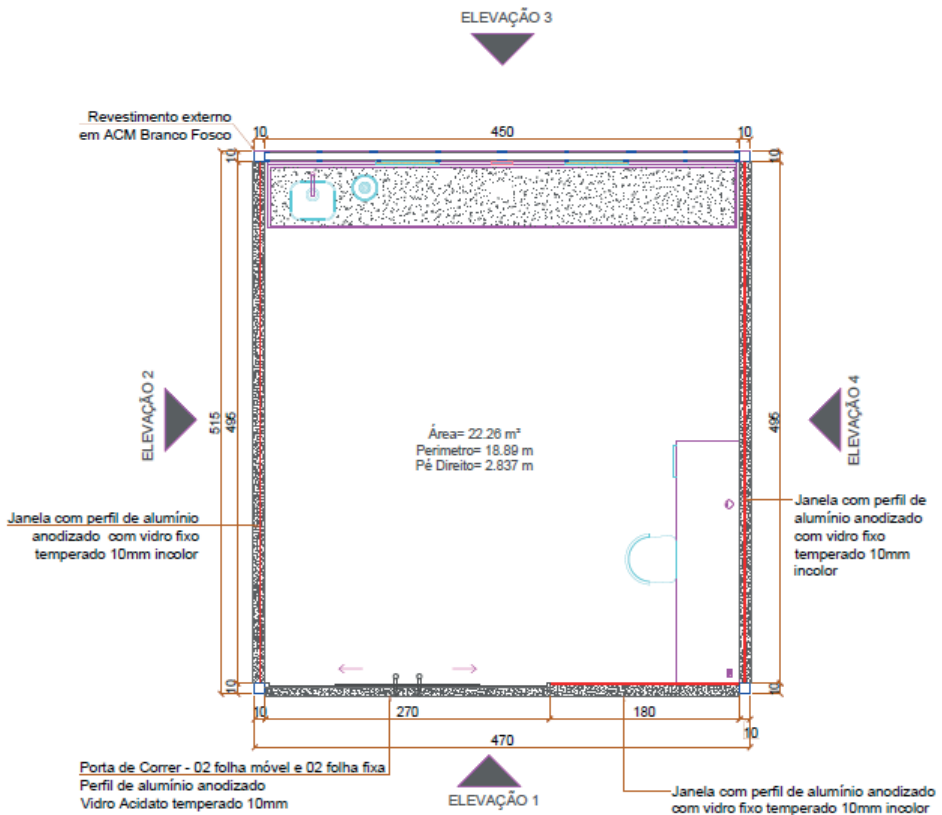 ELEVAÇÃO 3
Revestimento externo
em ACM Branco Fosco
10
450
10
10
10
ELEVAÇÃO 2
515
495
Área= 22.26 m²
Perimetro= 18.89 m
Pé Direito= 2.837 m
495
ELEVAÇÃO 4
Janela com perfil de alumínio
anodizado com vidro fixo
temperado 10mm incolor
Janela com perfil de
alumínio anodizado
com vidro fixo
temperado 10mm
incolor
10
10
10
270
180
10
470
Porta de Correr - 02 folha móvel e 02 folha fixa
Perfil de alumínio anodizado
Vidro Acidato temperado 10mm
ELEVAÇÃO 1
Janela com perfil de alumínio anodizado
com vidro fixo temperado 10mm incolor